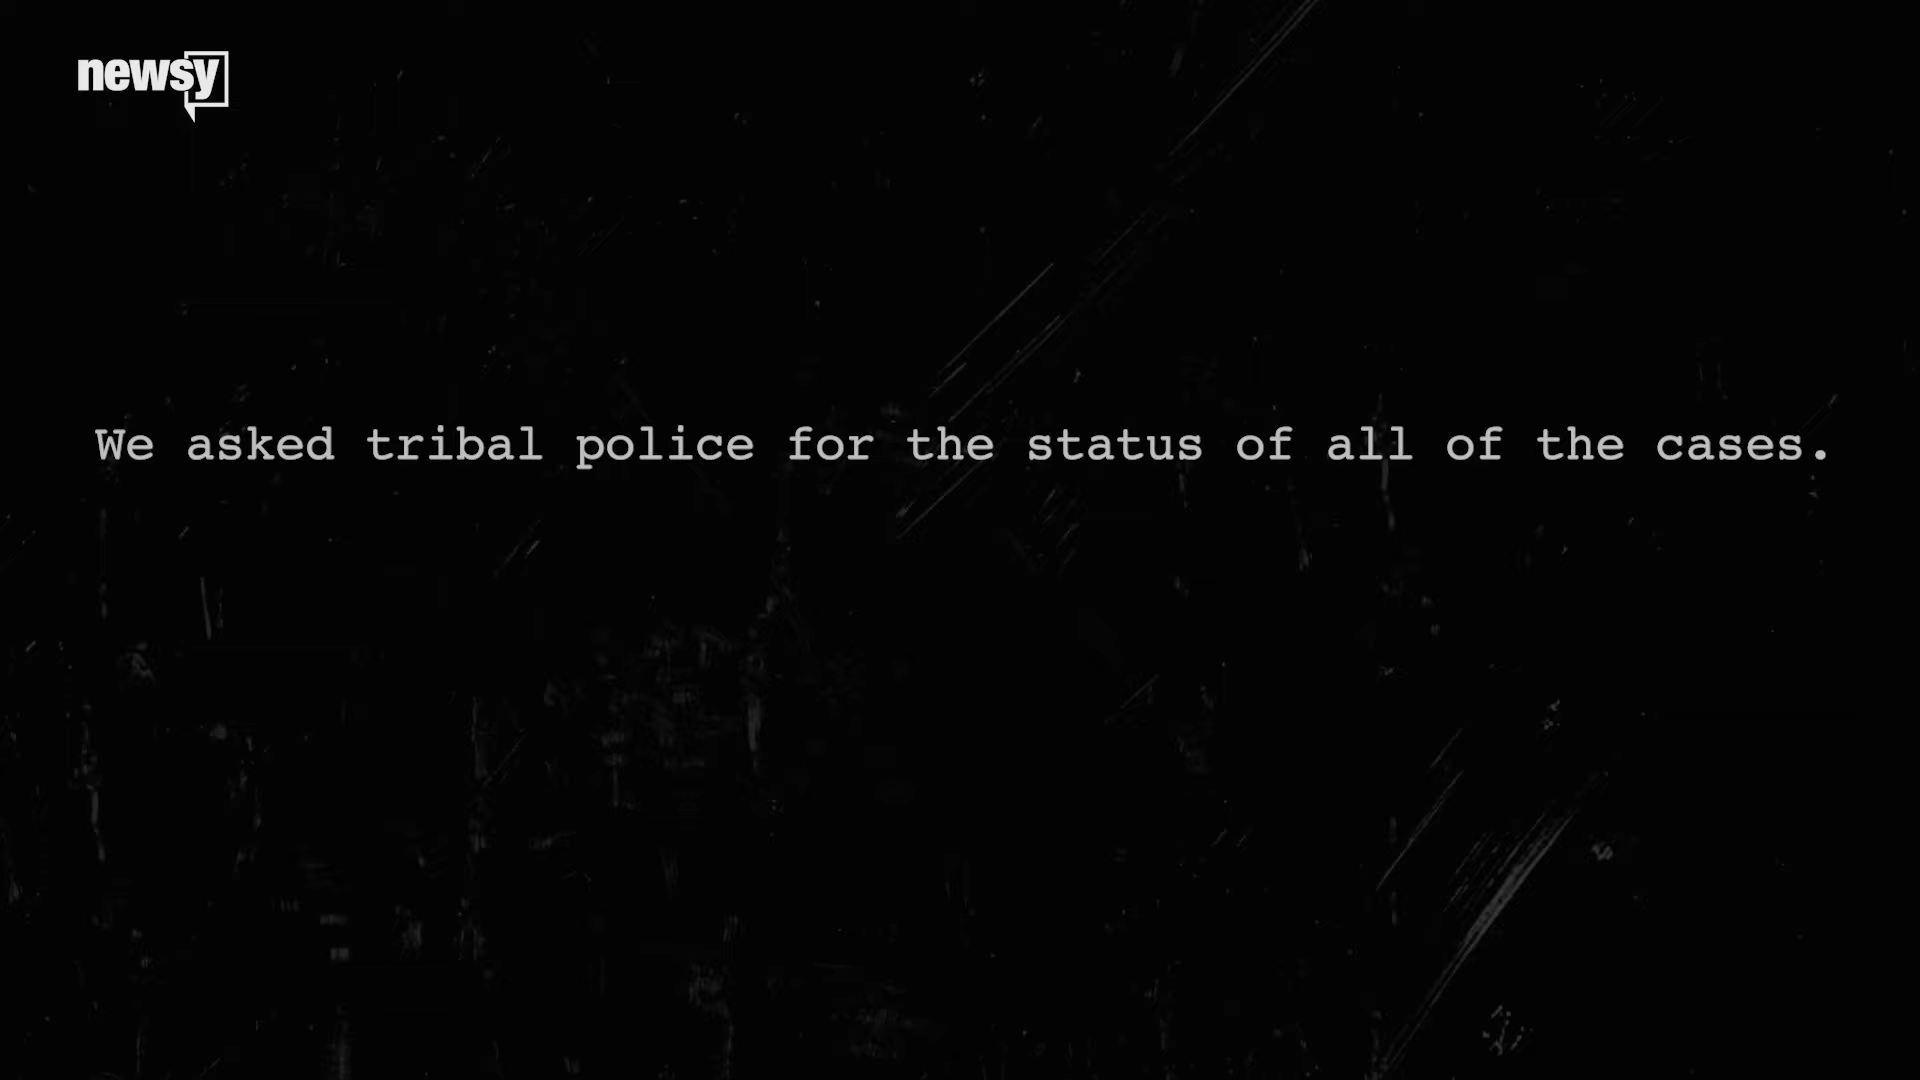 newsy
We asked tribal police for the status of all of the cases.